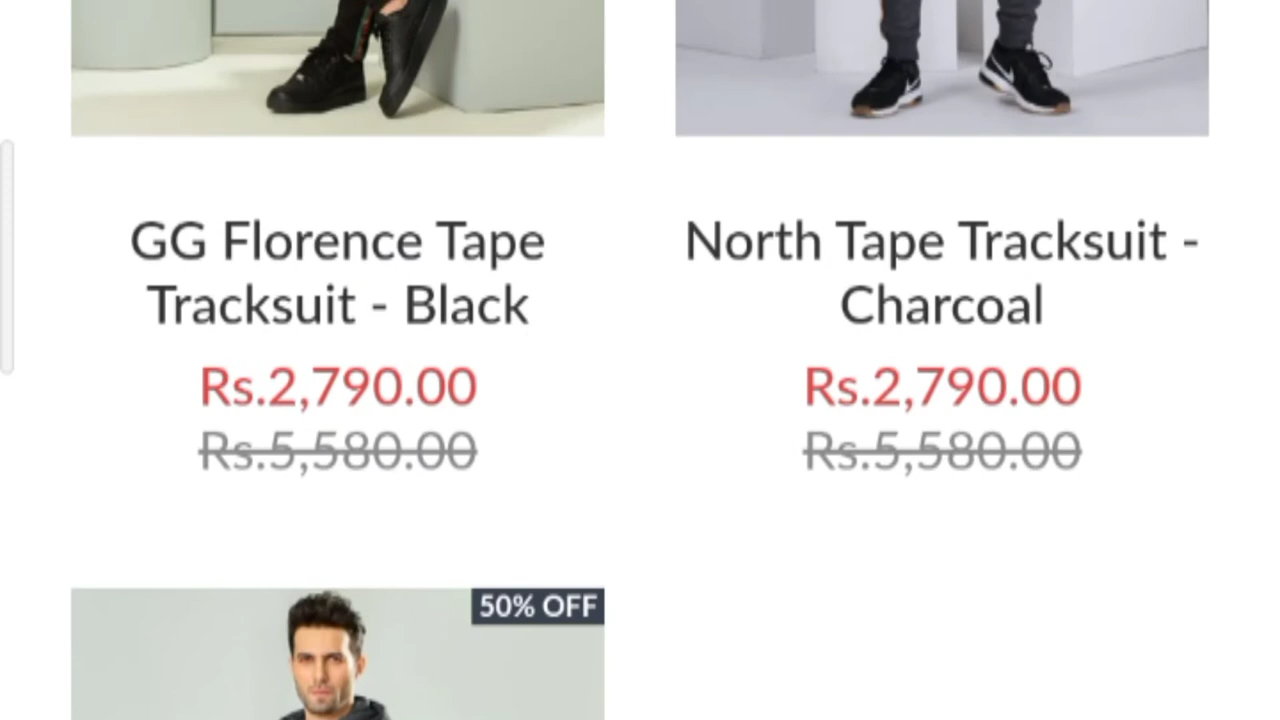 GG Florence Tape
Tracksuit - Black
Rs.2,790.00
Rs.5,580.00
North Tape Tracksuit -
Charcoal
Rs.2,790.00
Rs.5,580.00
50% OFF